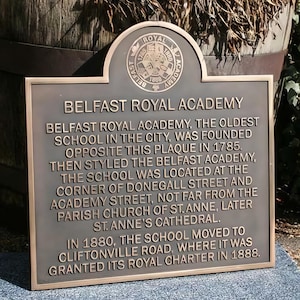 BELFAST ROYAL ACADEMY
BELFAST ROYAL ACADEMY, THE OLDEST
SCHOOL IN THE CITY, WAS FOUNDED
OPPOSITE THIS PLAQUE IN 1785.
THEN STYLED THE BELFAST ACADEMY,
THE SCHOOL WAS LOCATED AT THE
CORNER OF DONEGALL STREET AND
ACADEMY STREET, NOT FAR FROM THE
PARISH CHURCH OF ST. ANNE, LATER
ST. ANNE'S CATHEDRAL.
IN 1880, THE SCHOOL MOVED TO
CLIFTONVILLE ROAD, WHERE IT WAS
GRANTED ITS ROYAL CHARTER IN 1888.